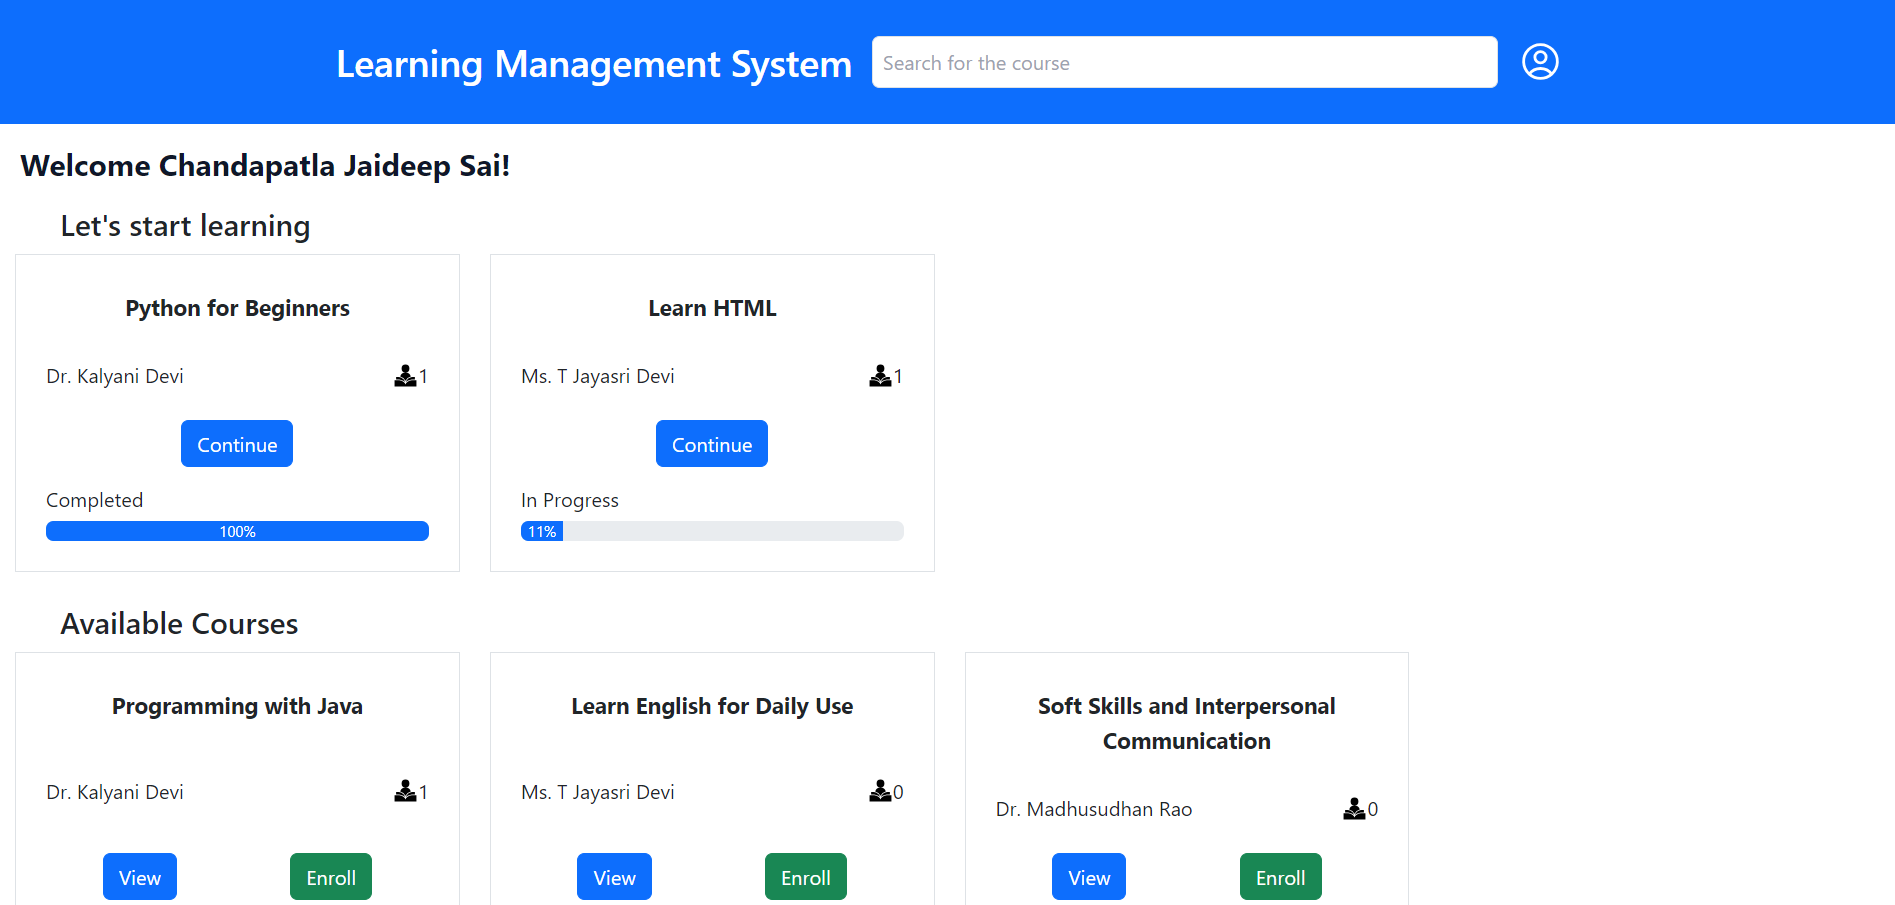 Learning Management System
Search for the course
Welcome Chandapatla Jaideep Sai!
Let's start learning
Python for Beginners
Dr. Kalyani Devi
1
Continue
Completed
100%
Learn HTML
Ms. T Jayasri Devi
1
Continue
In Progress
11%
Available Courses
Programming with Java
Dr. Kalyani Devi
1
View
Enroll
Learn English for Daily Use
Ms. T Jayasri Devi
0
View
Enroll
Soft Skills and Interpersonal
Communication
Dr. Madhusudhan Rao
0
View
Enroll